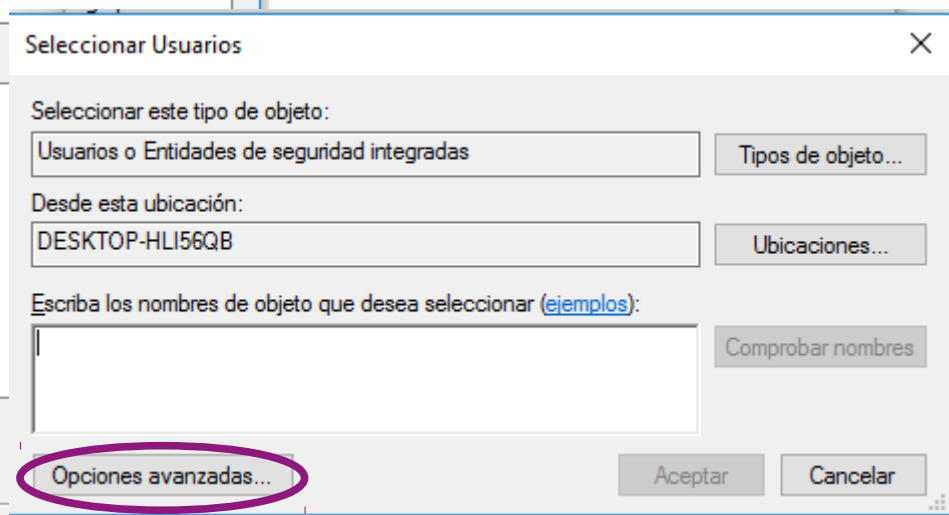 Seleccionar Usuarios
Seleccionar este tipo de objeto:
Usuarios o Entidades de seguridad integradas
Tipos de objeto...
Desde esta ubicación:
DESKTOP-HLI56QB
Ubicaciones...
Escriba los nombres de objeto que desea seleccionar (ejemplos):
Comprobar nombres
Opciones avanzadas...
Aceptar
Cancelar